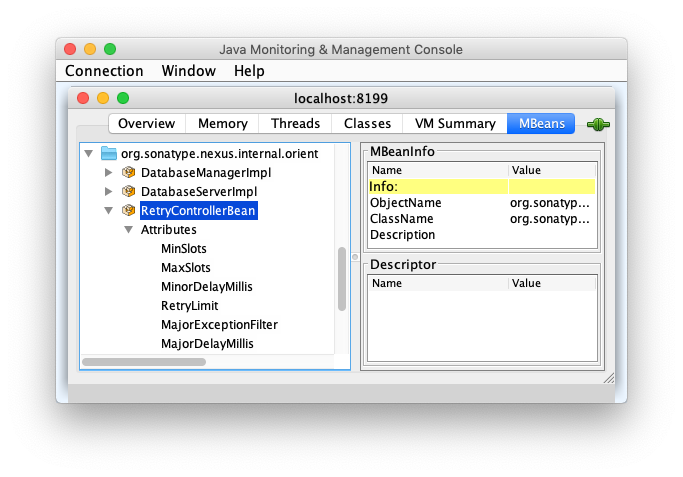 Java Monitoring & Management Console
Connection Window Help
localhost:8199
Overview Memory Threads Classes VM Summary MBeans
org.sonatype.nexus.internal.orient
DatabaseManagerImpl
DatabaseServerImpl
RetryControllerBean
Attributes
MinSlots
MaxSlots
MinorDelayMillis
RetryLimit
MajorExceptionFilter
MajorDelayMillis
MBeanInfo
Name Value
Info:
ObjectName org.sonatyp...
ClassName org.sonatyp...
Description
Descriptor
Name Value